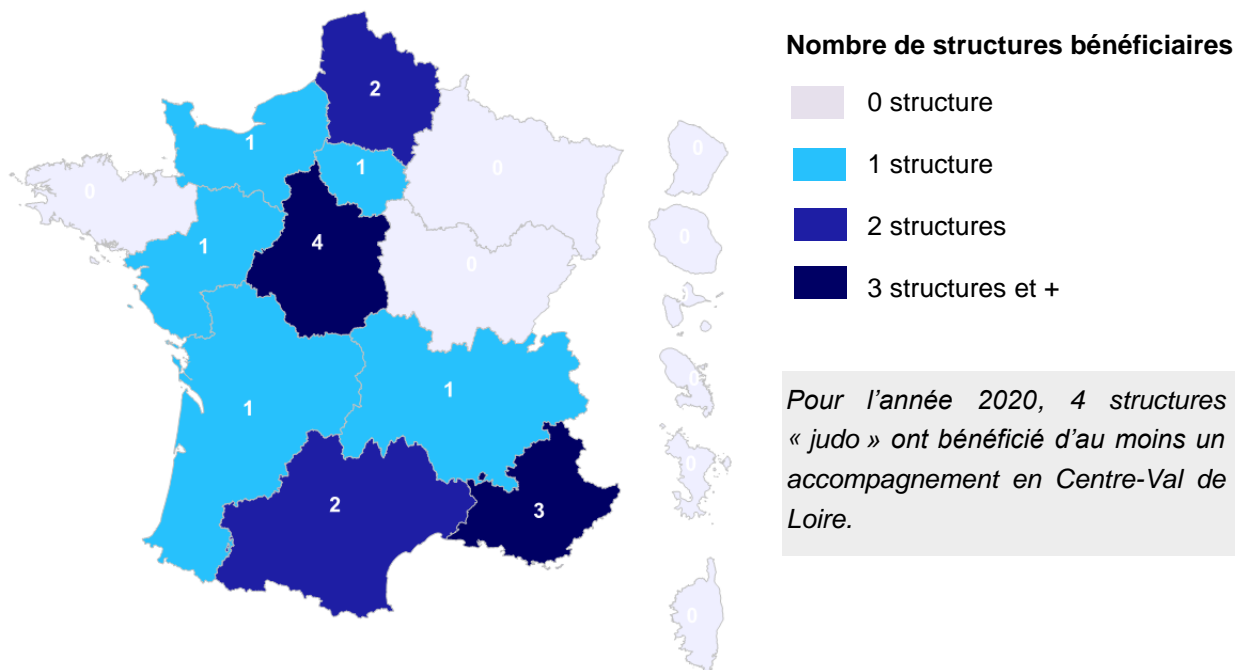 Nombre de structures bénéficiaires
0 structure
1 structure
2 structures
3 structures et +
Pour l'année 2020, 4 structures
« judo » ont bénéficié d'au moins un
accompagnement en Centre-Val de
Loire.
2
1
1
0
0
0
1
4
0
0
1
1
2
3
0
0
0
0